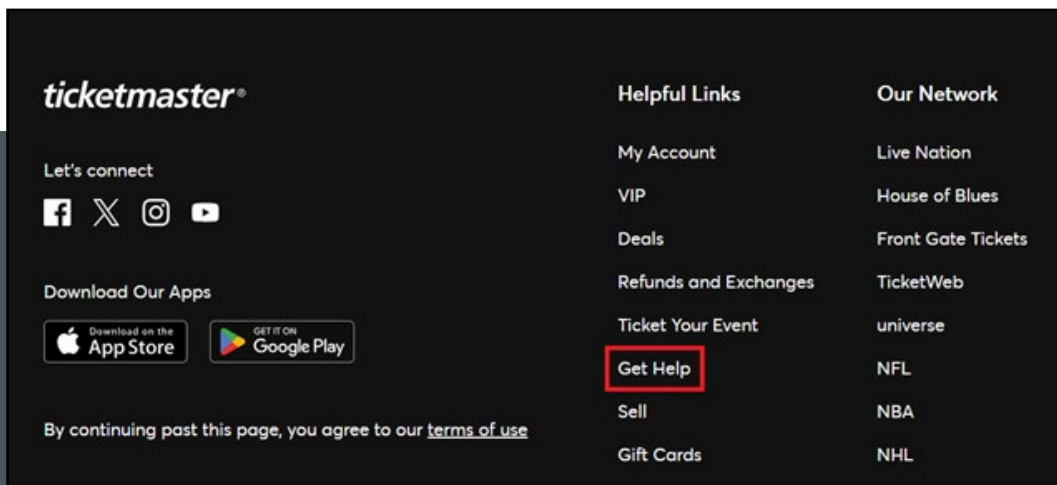 ticketmaster®
Let's connect
Download Our Apps
Download on the
App Store
GET IT ON
Google Play
By continuing past this page, you agree to our terms of use
Helpful Links
My Account
VIP
Deals
Refunds and Exchanges
Ticket Your Event
Get Help
Sell
Gift Cards
Our Network
Live Nation
House of Blues
Front Gate Tickets
TicketWeb
universe
NFL
NBA
NHL